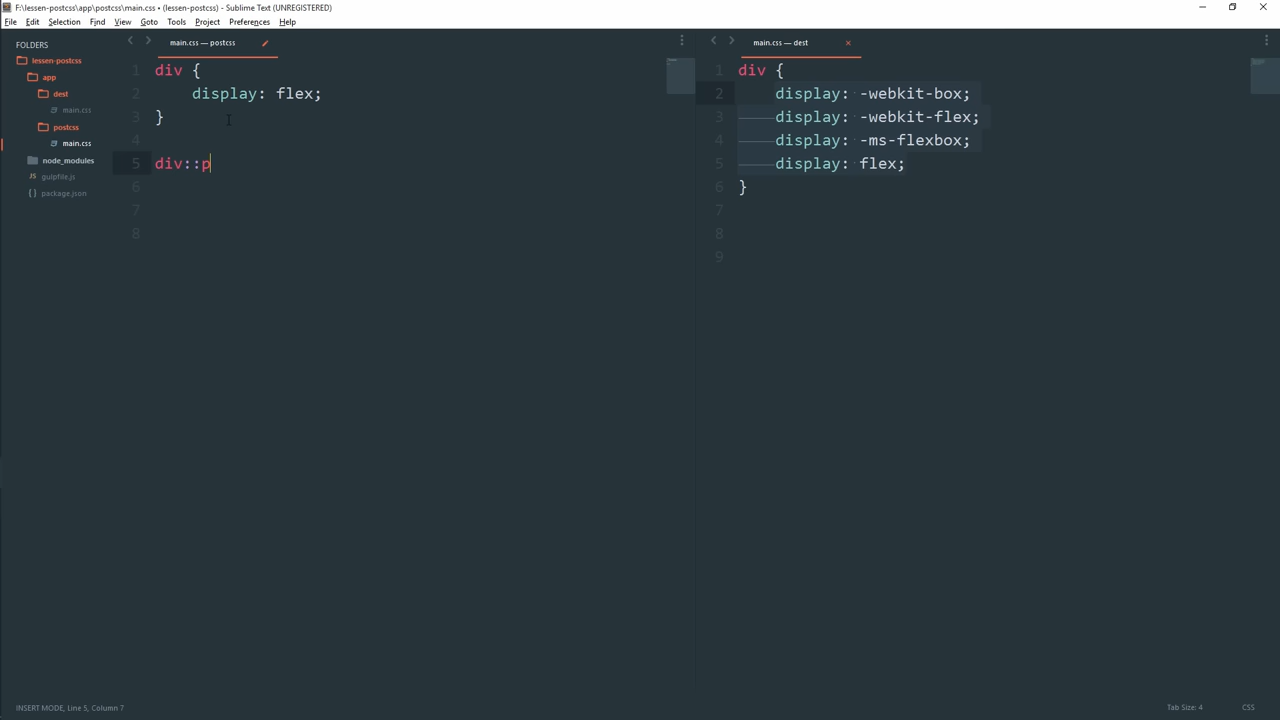 F:\lessen-postcss\app\postcss\main.css • (lessen-postcss) - Sublime Text (UNREGISTERED)
File Edit Selection Find View Goto Tools Project Preferences Help
FOLDERS
lessen-postcss
app
dest
main.css
postcss
main.css
node_modules
gulpfile.js
package.json
main.css — postcss
1 div {
2 display: flex;
3 }
4
5 div::p
6
7
8
main.css — dest
1 div {
2 display: -webkit-box;
3 display: -webkit-flex;
4 display: -ms-flexbox;
5 display: flex;
6 }
7
8
9
INSERT MODE, Line 5, Column 7
Tab Size: 4 CSS